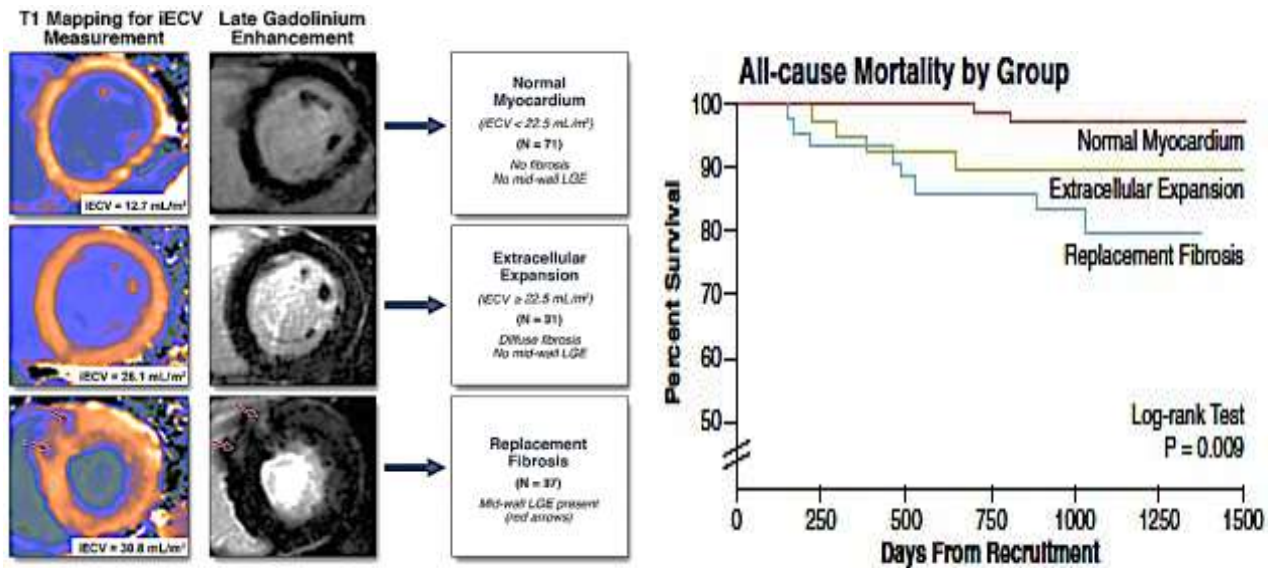 T1 Mapping for iECV
Measurement
Late Gadolinium
Enhancement
iECV = 12.7 mL/m²
Normal
Myocardium
(iECV < 22.5 mL/m²)
(N = 71)
No fibrosis
No mid-wall LGE
iECV = 26.1 mL/m²
Extracellular
Expansion
(iECV ≥ 22.5 mL/m²)
(N = 31)
Diffuse fibrosis
No mid-wall LGE
iECV = 30.8 mL/m²
Replacement
Fibrosis
(N = 37)
Mid-wall LGE present
(red arrows)
All-cause Mortality by Group
Percent Survival
100
90
80
70
60
50
Normal Myocardium
Extracellular Expansion
Replacement Fibrosis
Log-rank Test
P = 0.009
0 250 500 750 1000 1250 1500
Days From Recruitment